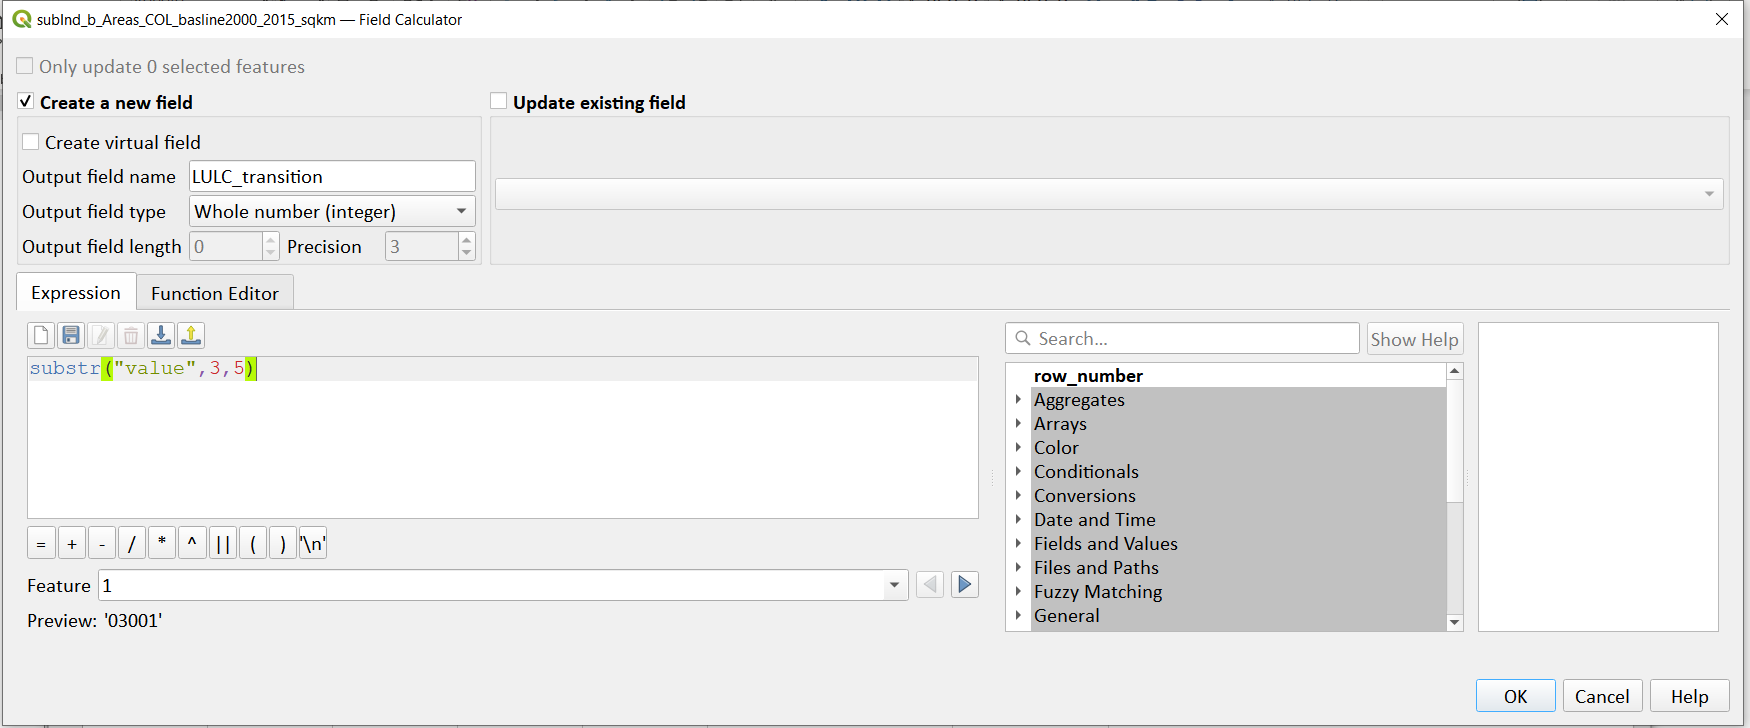 subInd_b_Areas_COL_basline2000_2015_sqkm — Field Calculator
Only update 0 selected features
Create a new field
Update existing field
Create virtual field
Output field name LULC_transition
Output field type Whole number (integer)
Output field length 0 Precision 3
Expression Function Editor
Search... Show Help
substr("value",3,5)
row_number
Aggregates
Arrays
Color
Conditionals
Conversions
Date and Time
Fields and Values
Files and Paths
Fuzzy Matching
General
= + - / * ^ || ( ) '\n'
Feature 1
Preview: '03001'
OK Cancel Help